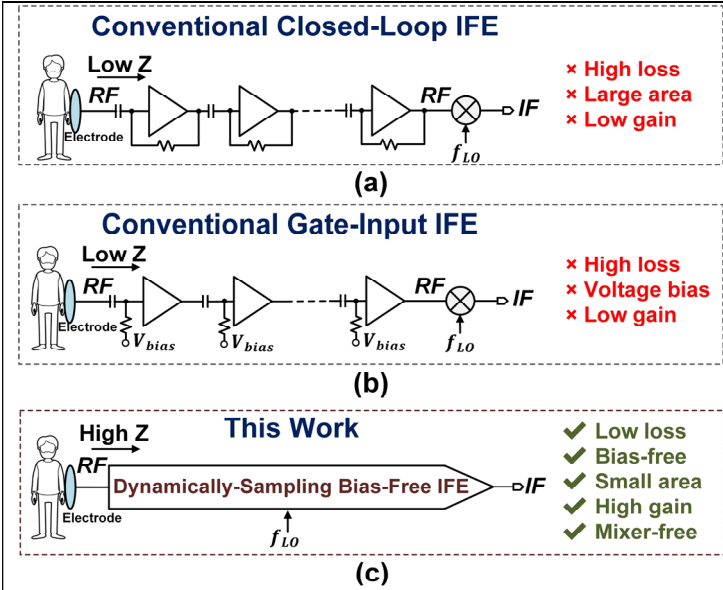 Conventional Closed-Loop IFE
Low Z
RF
Electrode
RF
IF
f_LO
× High loss
× Large area
× Low gain
(a)
Conventional Gate-Input IFE
Low Z
RF
Electrode
V_bias
V_bias
V_bias
RF
IF
f_LO
× High loss
× Voltage bias
× Low gain
(b)
This Work
High Z
RF
Electrode
Dynamically-Sampling Bias-Free IFE
IF
f_LO
✓ Low loss
✓ Bias-free
✓ Small area
✓ High gain
✓ Mixer-free
(c)